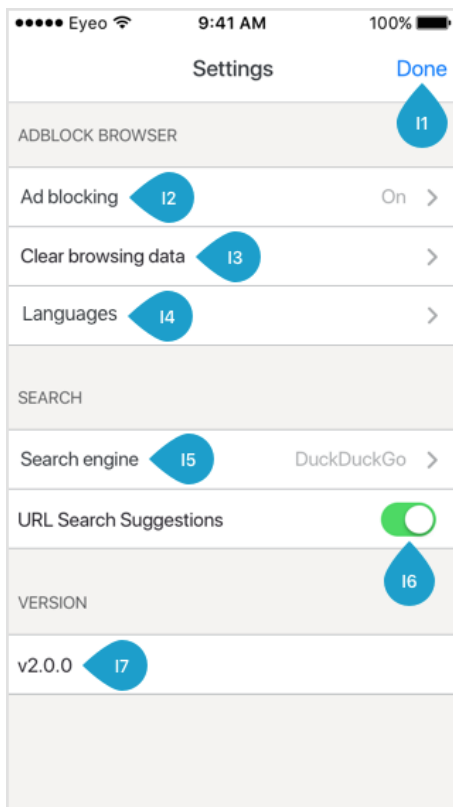 ●●●●● Eyeo 9:41 AM 100%
Settings Done
I1
ADBLOCK BROWSER
Ad blocking I2 On
Clear browsing data I3
Languages I4
SEARCH
Search engine I5 DuckDuckGo
URL Search Suggestions
I6
VERSION
v2.0.0 I7